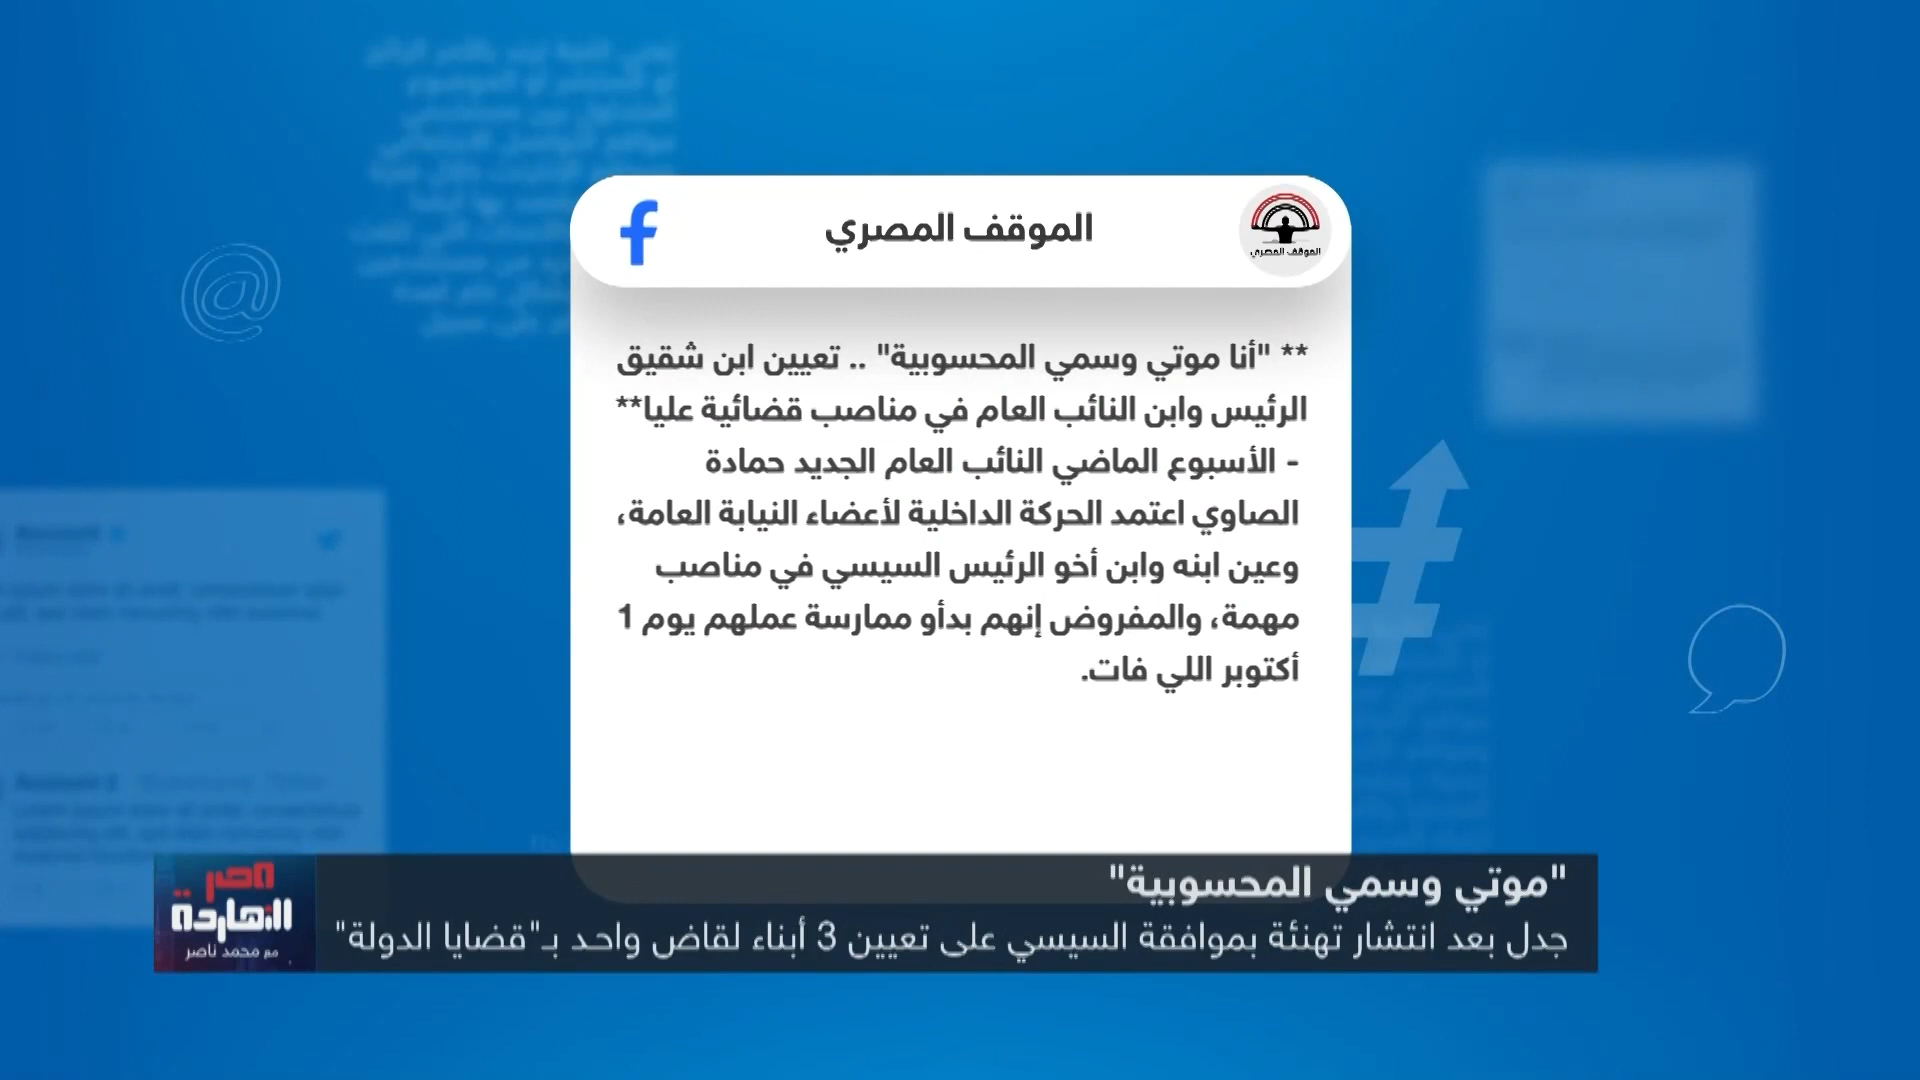 الموقف المصري
الموقف المصري
** "أنا موتي وسمي المحسوبية" .. تعيين ابن شقيق
الرئيس وابن النائب العام في مناصب قضائية عليا**
- الأسبوع الماضي النائب العام الجديد حمادة
الصاوي اعتمد الحركة الداخلية لأعضاء النيابة العامة،
وعين ابنه وابن أخو الرئيس السيسي في مناصب
مهمة، والمفروض إنهم بدأو ممارسة عملهم يوم 1
أكتوبر اللي فات.
"موتي وسمي المحسوبية"
جدل بعد انتشار تهنئة بموافقة السيسي على تعيين 3 أبناء لقاض واحد بـ"قضايا الدولة"
مصر
النهاردة
مع محمد ناصر